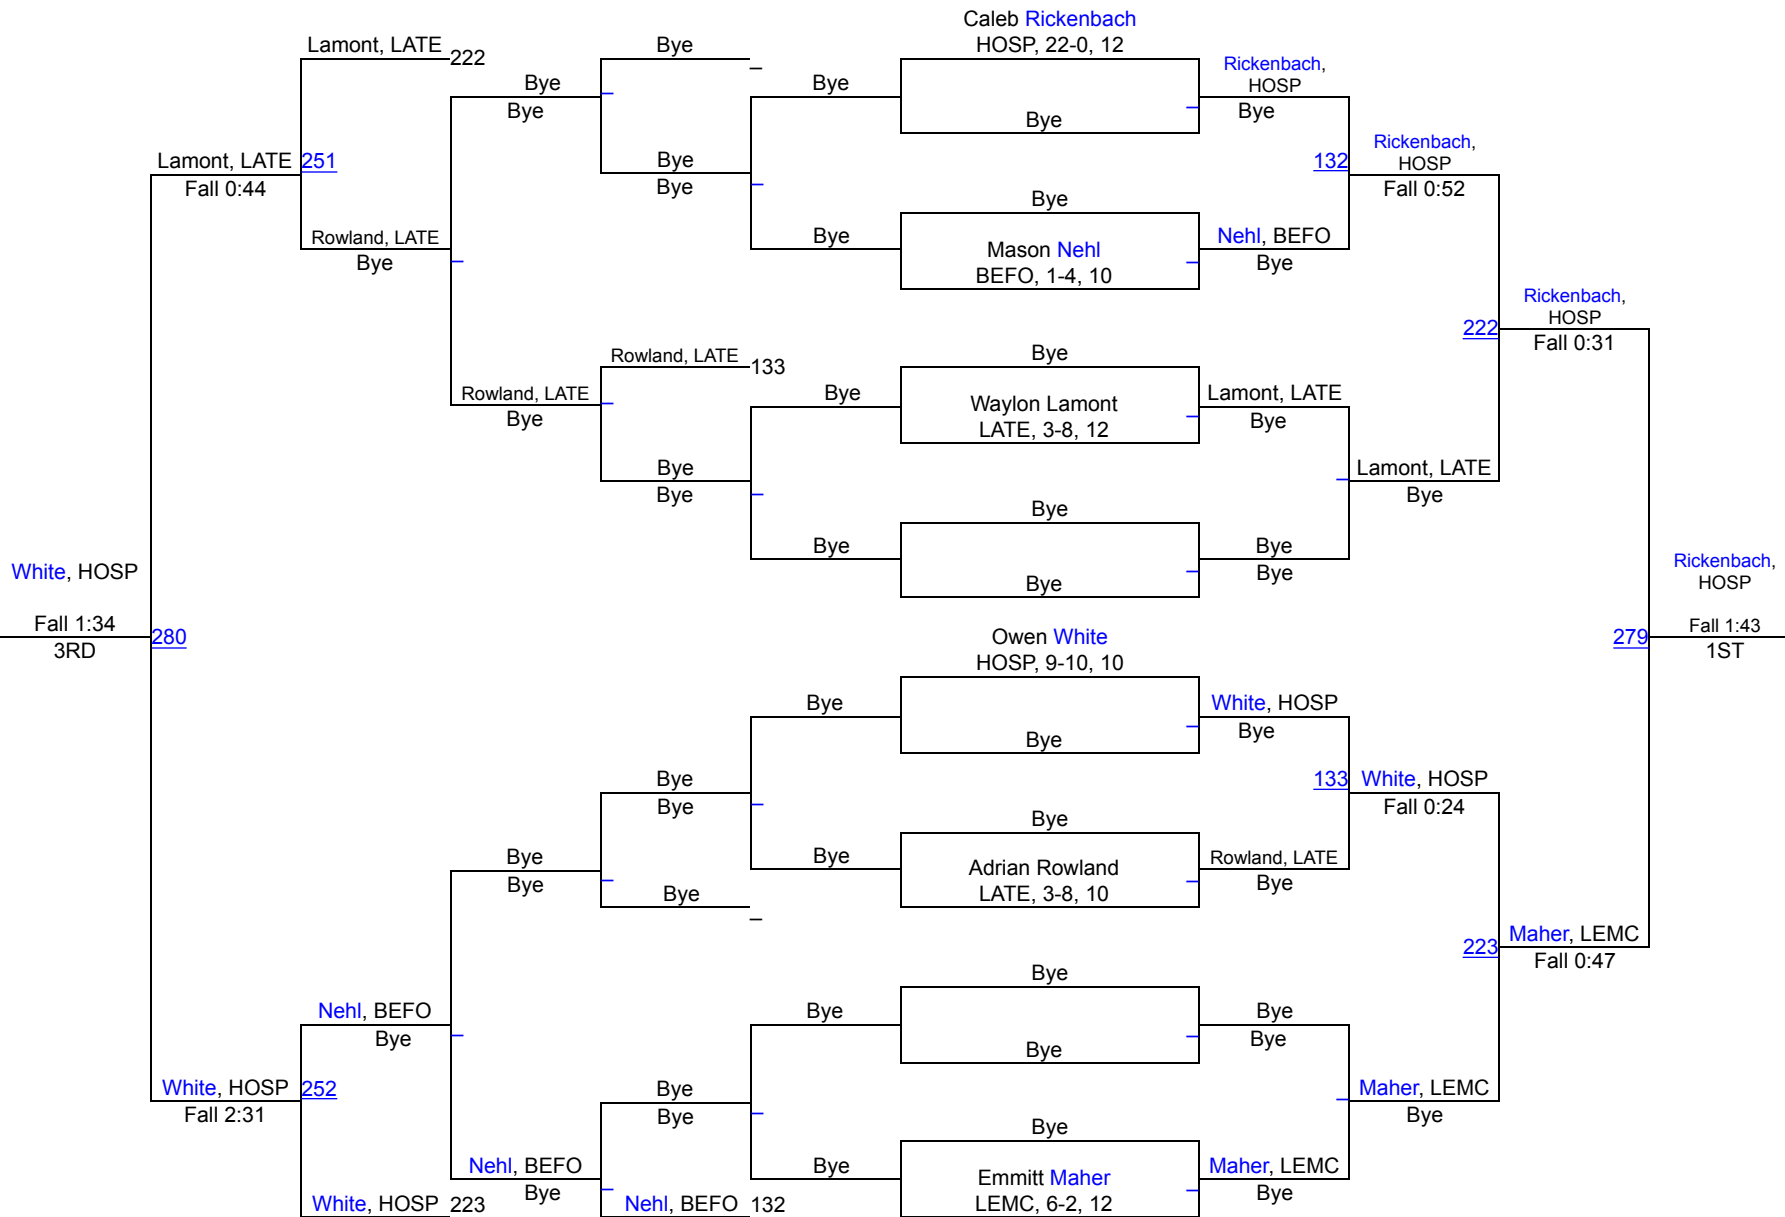 Caleb Rickenbach
HOSP, 22-0, 12
Lamont, LATE
222
Bye
_
Bye
Bye
Bye
Rickenbach,
HOSP
Bye
Bye
Lamont, LATE
251
Fall 0:44
Bye
Bye
132
Rickenbach,
HOSP
Fall 0:52
Rowland, LATE
Bye
Bye
Bye
Mason Nehl
BEFO, 1-4, 10
Nehl, BEFO
Bye
Rickenbach,
HOSP
Fall 0:31
222
Rowland, LATE
133
Bye
Rowland, LATE
Bye
Bye
Waylon Lamont
LATE, 3-8, 12
Lamont, LATE
Bye
Bye
Bye
Lamont, LATE
Bye
Bye
Bye
Bye
Bye
Bye
White, HOSP
Fall 1:34
3RD
280
Rickenbach,
HOSP
Fall 1:43
1ST
279
Owen White
HOSP, 9-10, 10
Bye
Bye
White, HOSP
Bye
Bye
Bye
133
White, HOSP
Fall 0:24
Bye
Bye
Bye
Bye
Adrian Rowland
LATE, 3-8, 10
Rowland, LATE
Bye
Bye
_
223
Maher, LEMC
Fall 0:47
Nehl, BEFO
Bye
Bye
Bye
Bye
Bye
Bye
White, HOSP
252
Fall 2:31
Bye
Bye
Maher, LEMC
Bye
Nehl, BEFO
Bye
Bye
Bye
Emmitt Maher
LEMC, 6-2, 12
Maher, LEMC
Bye
White, HOSP
223
Nehl, BEFO
132